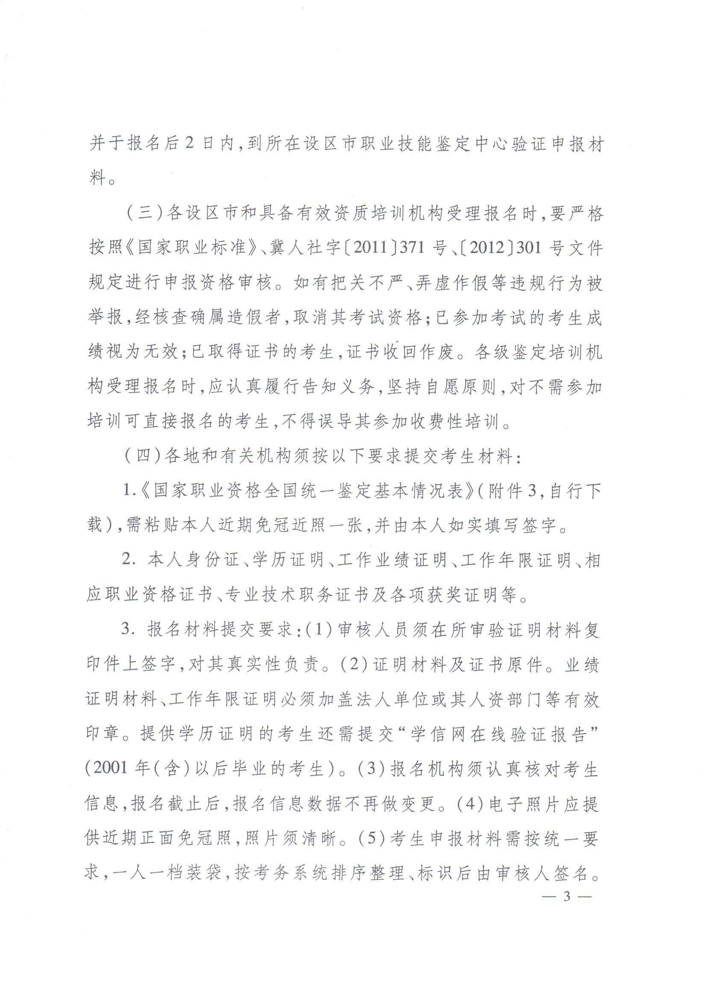 并于报名后2日内,到所在设区市职业技能鉴定中心验证申报材
料。
(三)各设区市和具备有效资质培训机构受理报名时,要严格
按照《国家职业标准》、冀人社字〔2011〕371号、〔2012〕301号文件
规定进行申报资格审核。如有把关不严、弄虚作假等违规行为被
举报,经核查确属造假者,取消其考试资格;已参加考试的考生成
绩视为无效;已取得证书的考生,证书收回作废。各级鉴定培训机
构受理报名时,应认真履行告知义务,坚持自愿原则,对不需参加
培训可直接报名的考生,不得误导其参加收费性培训。
(四)各地和有关机构须按以下要求提交考生材料:
1.《国家职业资格全国统一鉴定基本情况表》(附件3,自行下
载),需粘贴本人近期免冠近照一张,并由本人如实填写签字。
2. 本人身份证、学历证明、工作业绩证明、工作年限证明、相
应职业资格证书、专业技术职务证书及各项获奖证明等。
3. 报名材料提交要求:(1)审核人员须在所审验证明材料复
印件上签字,对其真实性负责。(2)证明材料及证书原件。业绩
证明材料、工作年限证明必须加盖法人单位或其人资部门等有效
印章。提供学历证明的考生还需提交“学信网在线验证报告”
(2001年(含)以后毕业的考生)。(3)报名机构须认真核对考生
信息,报名截止后,报名信息数据不再做变更。(4)电子照片应提
供近期正面免冠照,照片须清晰。(5)考生申报材料需按统一要
求,一人一档装袋,按考务系统排序整理、标识后由审核人签名。
— 3 —